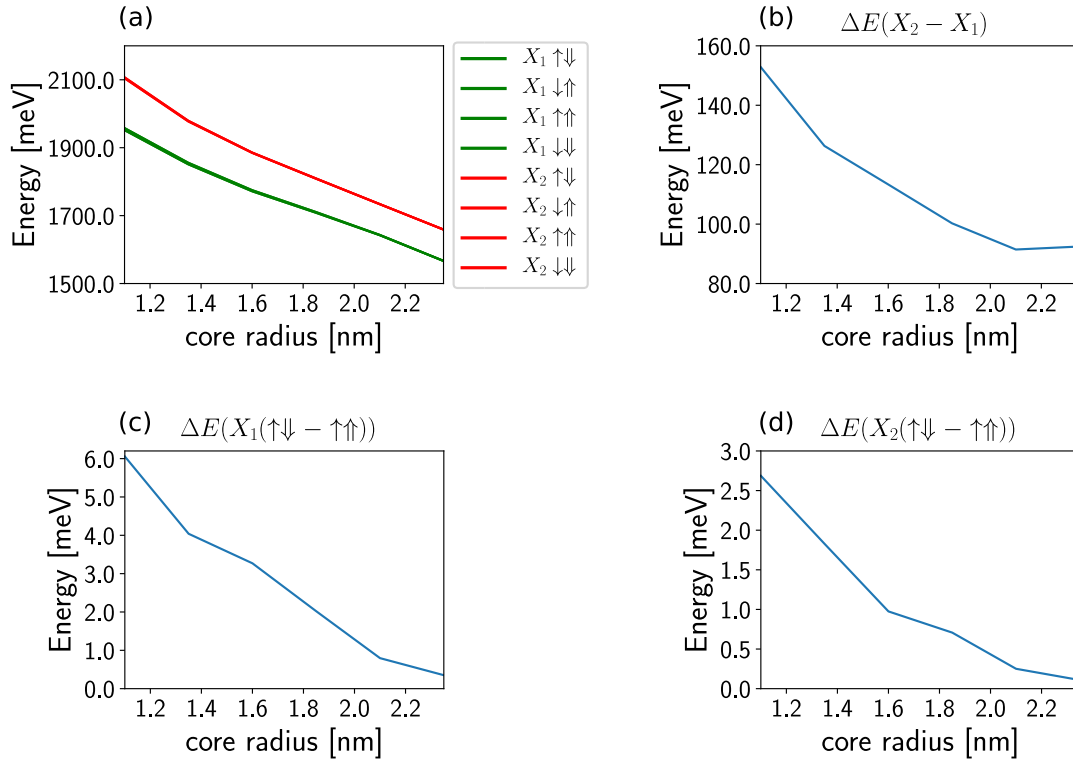 (a)
2100.0
1900.0
1700.0
1500.0
Energy [meV]
1.2 1.4 1.6 1.8 2.0 2.2
core radius [nm]
X₁ ↑⇓
X₁ ↓⇑
X₁ ↑⇑
X₁ ↓⇓
X₂ ↑⇓
X₂ ↓⇑
X₂ ↑⇑
X₂ ↓⇓
(b)
ΔE(X₂ − X₁)
160.0
140.0
120.0
100.0
80.0
Energy [meV]
1.2 1.4 1.6 1.8 2.0 2.2
core radius [nm]
(c)
ΔE(X₁(↑⇓ − ↑⇑))
6.0
5.0
4.0
3.0
2.0
1.0
0.0
Energy [meV]
1.2 1.4 1.6 1.8 2.0 2.2
core radius [nm]
(d)
ΔE(X₂(↑⇓ − ↑⇑))
3.0
2.5
2.0
1.5
1.0
0.5
0.0
Energy [meV]
1.2 1.4 1.6 1.8 2.0 2.2
core radius [nm]